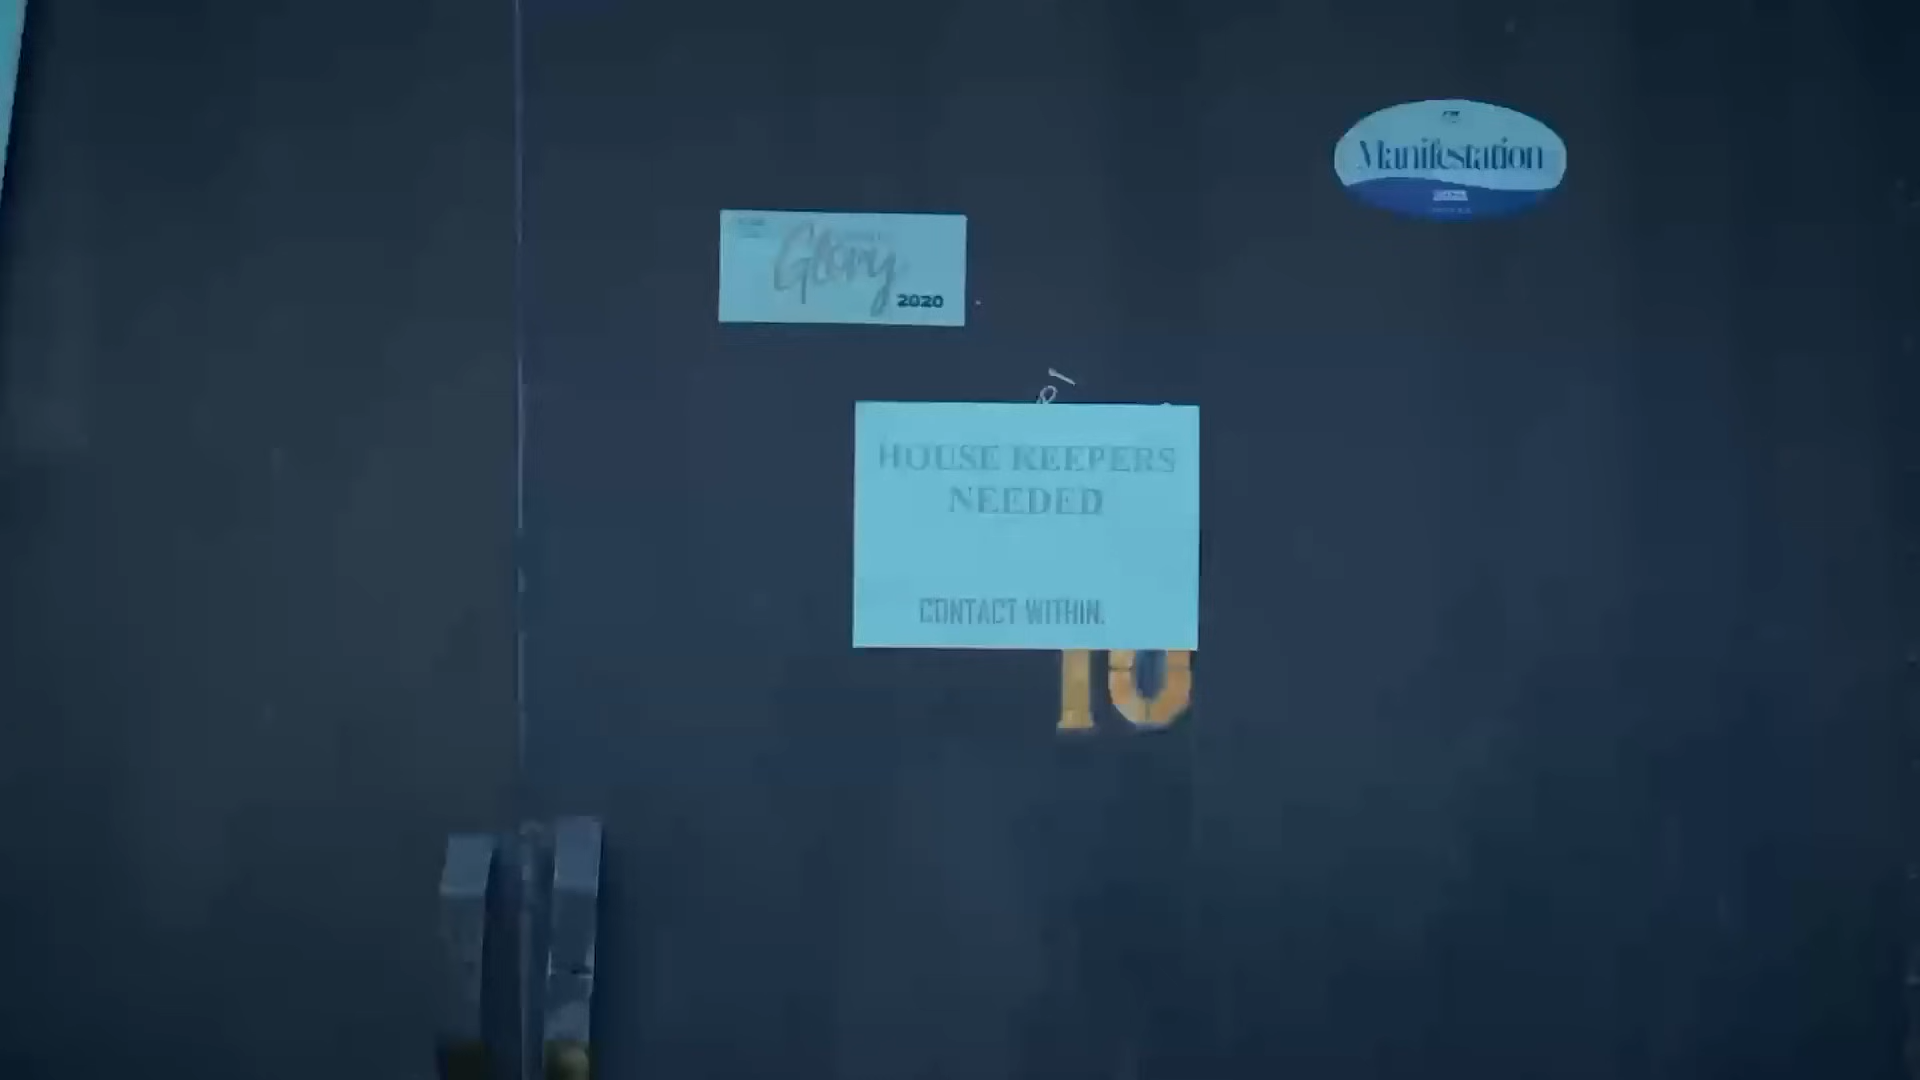 Manifestation
Glory
2020
HOUSE KEEPERS
NEEDED
CONTACT WITHIN.
10